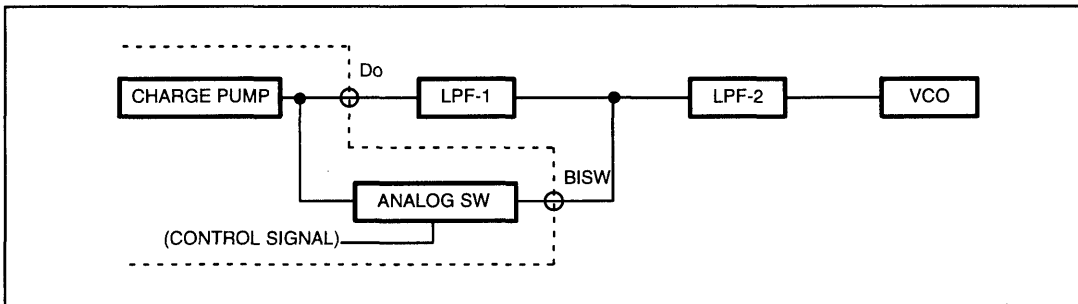 Do
CHARGE PUMP
LPF-1
LPF-2
VCO
BISW
ANALOG SW
(CONTROL SIGNAL)